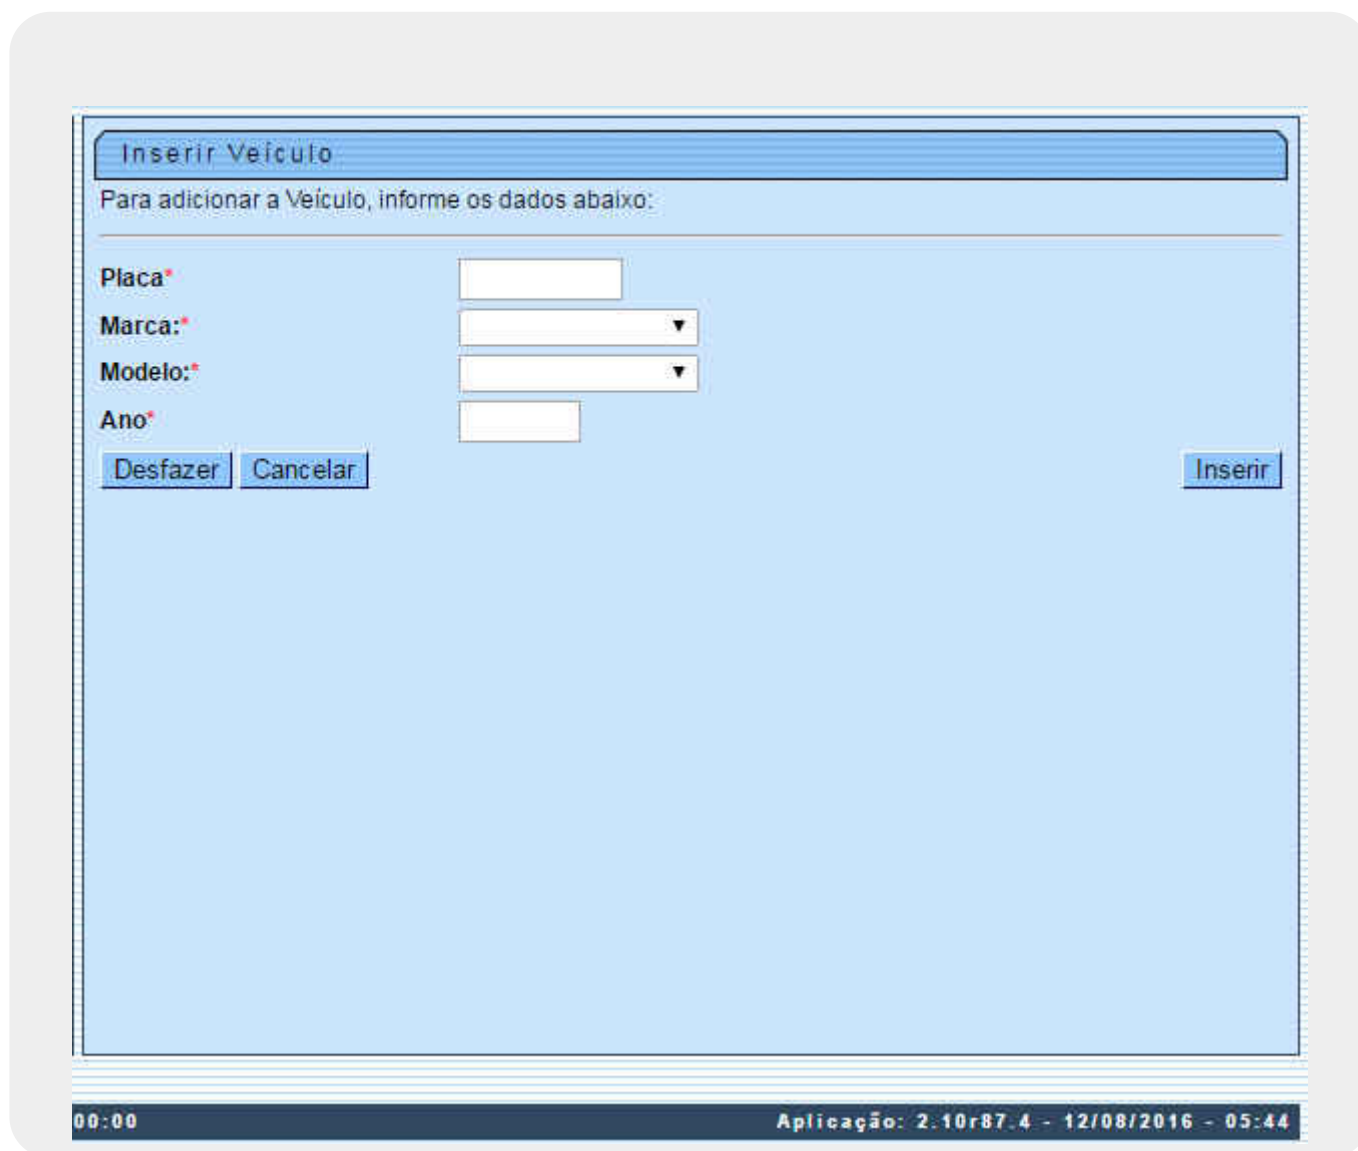 Inserir Veículo
Para adicionar a Veículo, informe os dados abaixo:
Placa*
Marca:*
Modelo:*
Ano*
Desfazer Cancelar Inserir
00:00 Aplicação: 2.10r87.4 - 12/08/2016 - 05:44